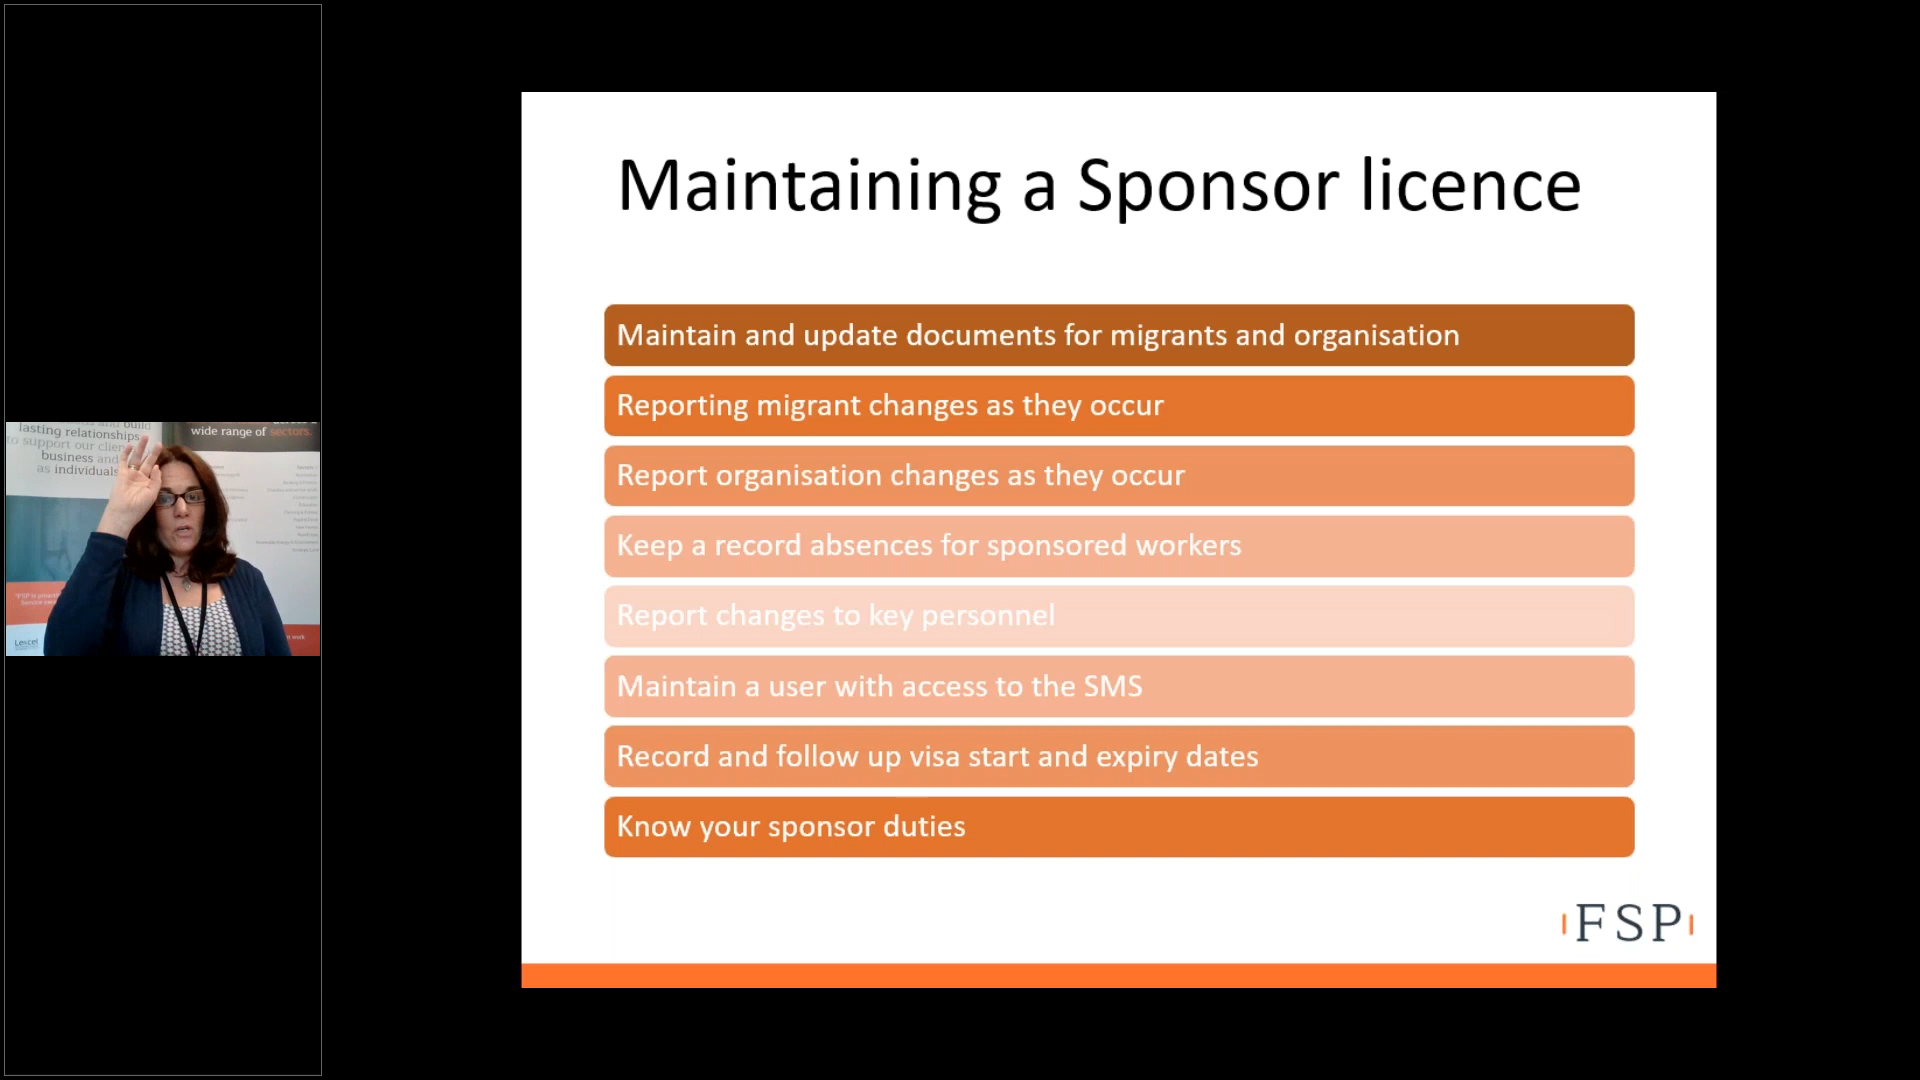 Maintaining a Sponsor licence
Maintain and update documents for migrants and organisation
Reporting migrant changes as they occur
Report organisation changes as they occur
Keep a record absences for sponsored workers
Report changes to key personnel
Maintain a user with access to the SMS
Record and follow up visa start and expiry dates
Know your sponsor duties
FSP
and build
lasting relationships
to support our
business and
as individuals
wide range of sectors.